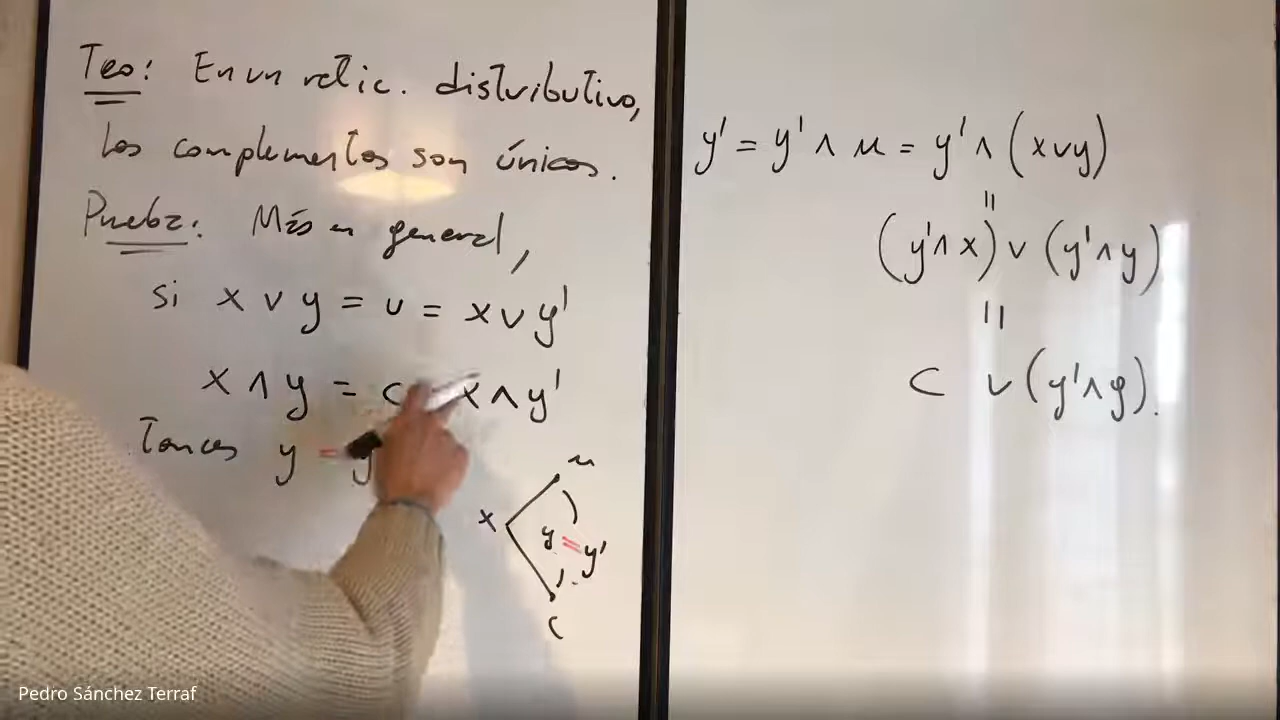 Teo: En un retic. distributivo,
los complementos son únicos.
Prueba: Más en general,
si x ∨ y = u = x ∨ y'
x ∧ y = c x ∧ y'
Tonces y = y
u
x
y = y'
c
y' = y' ∧ u = y' ∧ (x ∨ y)
||
(y' ∧ x) ∨ (y' ∧ y)
||
c ∨ (y' ∧ y).
Pedro Sánchez Terraf